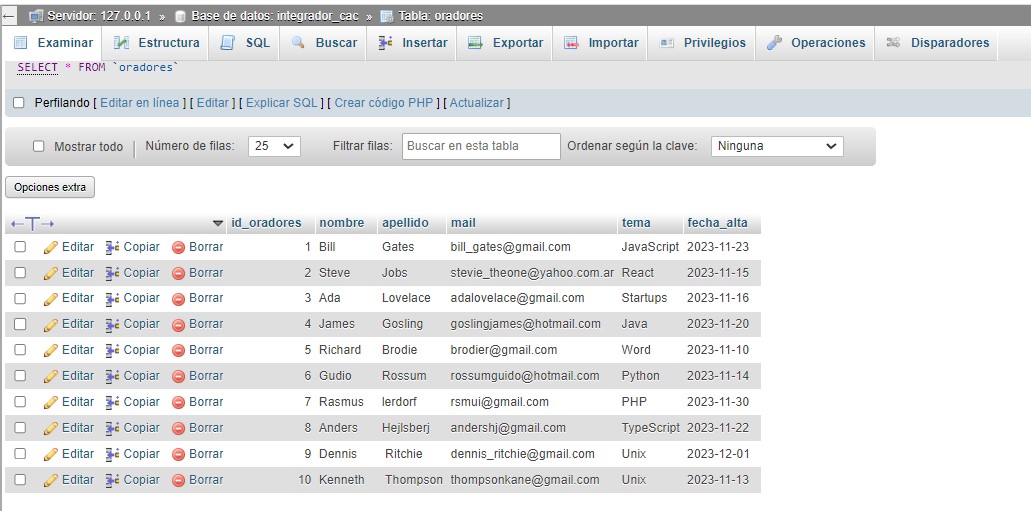 Servidor: 127.0.0.1 » Base de datos: integrador_cac » Tabla: oradores
Examinar Estructura SQL Buscar Insertar Exportar Importar Privilegios Operaciones Disparadores
SELECT * FROM `oradores`
Perfilando [ Editar en línea ] [ Editar ] [ Explicar SQL ] [ Crear código PHP ] [ Actualizar ]
Mostrar todo Número de filas: 25 Filtrar filas: Buscar en esta tabla Ordenar según la clave: Ninguna
Opciones extra
←T→ id_oradores nombre apellido mail tema fecha_alta
Editar Copiar Borrar 1 Bill Gates bill_gates@gmail.com JavaScript 2023-11-23
Editar Copiar Borrar 2 Steve Jobs stevie_theone@yahoo.com.ar React 2023-11-15
Editar Copiar Borrar 3 Ada Lovelace adalovelace@gmail.com Startups 2023-11-16
Editar Copiar Borrar 4 James Gosling goslingjames@hotmail.com Java 2023-11-20
Editar Copiar Borrar 5 Richard Brodie brodier@gmail.com Word 2023-11-10
Editar Copiar Borrar 6 Gudio Rossum rossumguido@hotmail.com Python 2023-11-14
Editar Copiar Borrar 7 Rasmus lerdorf rsmui@gmail.com PHP 2023-11-30
Editar Copiar Borrar 8 Anders Hejlsberj andershj@gmail.com TypeScript 2023-11-22
Editar Copiar Borrar 9 Dennis Ritchie dennis_ritchie@gmail.com Unix 2023-12-01
Editar Copiar Borrar 10 Kenneth Thompson thompsonkane@gmail.com Unix 2023-11-13